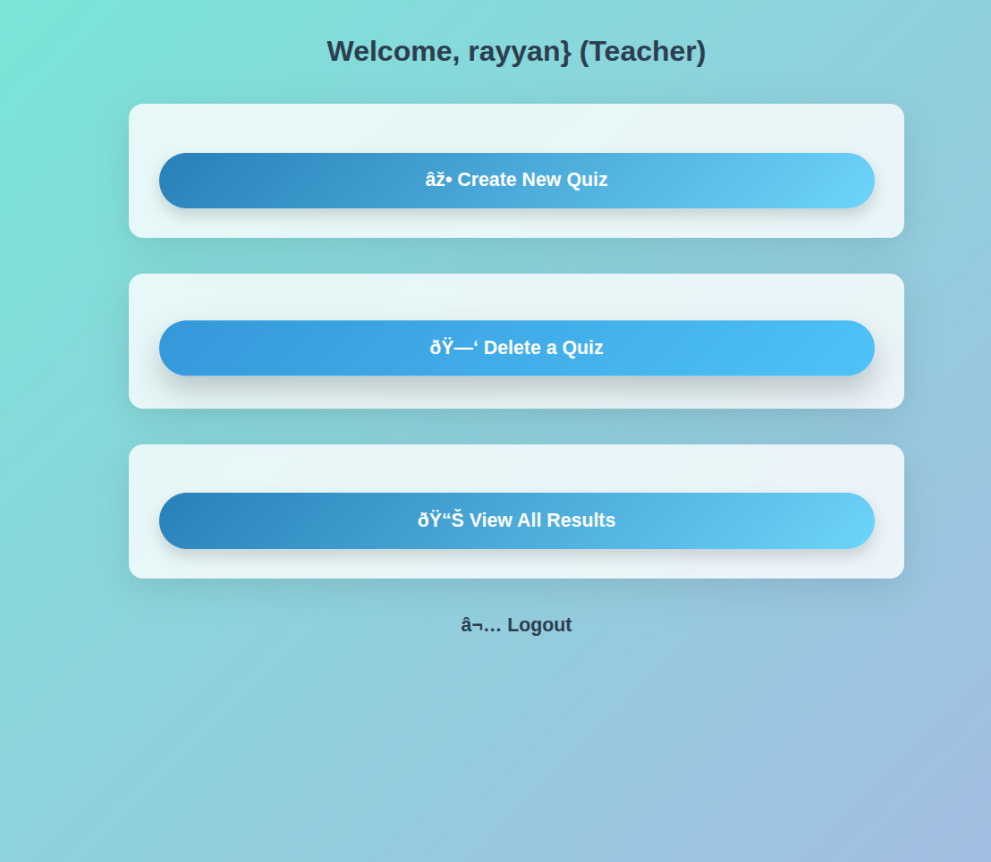 Welcome, rayyan} (Teacher)
âž• Create New Quiz
ðŸ—‘ Delete a Quiz
ðŸ“Š View All Results
â¬… Logout